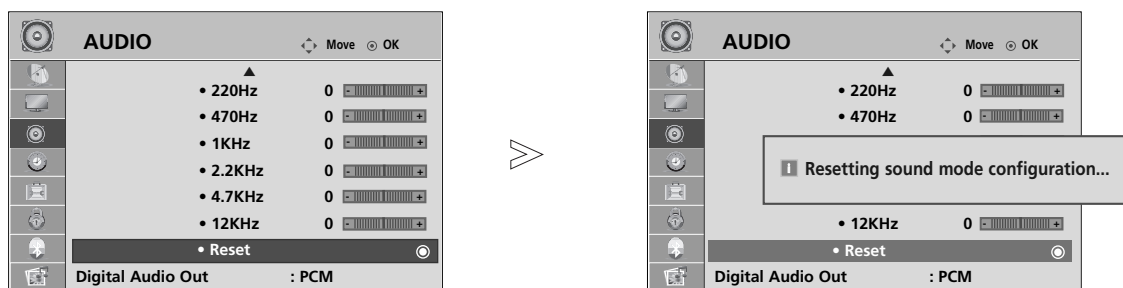 AUDIO
Move
OK
• 220Hz 0 - +
• 470Hz 0 - +
• 1KHz 0 - +
• 2.2KHz 0 - +
• 4.7KHz 0 - +
• 12KHz 0 - +
• Reset
Digital Audio Out : PCM
AUDIO
Move
OK
• 220Hz 0 - +
• 470Hz 0 - +
Resetting sound mode configuration...
• 12KHz 0 - +
• Reset
Digital Audio Out : PCM